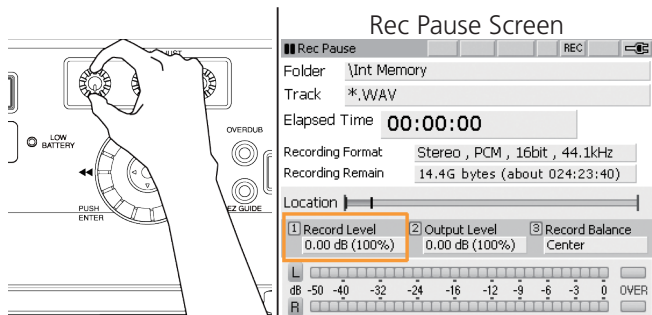 JUST
LOW
BATTERY
OVERDUB
PUSH
ENTER
EZ GUIDE
Rec Pause Screen
Rec Pause
REC
Folder \Int Memory
Track *.WAV
Elapsed Time 00:00:00
Recording Format Stereo , PCM , 16bit , 44.1kHz
Recording Remain 14.4G bytes (about 024:23:40)
Location
1 Record Level 2 Output Level 3 Record Balance
0.00 dB (100%) 0.00 dB (100%) Center
L
dB -50 -40 -32 -24 -16 -12 -9 -6 -3 0 OVER
R